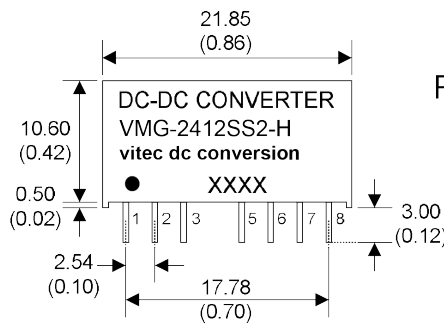 21.85
(0.86)
DC-DC CONVERTER
VMG-2412SS2-H
vitec dc conversion
XXXX
10.60
(0.42)
0.50
(0.02)
1 2 3 5 6 7 8
3.00
(0.12)
2.54
(0.10)
17.78
(0.70)